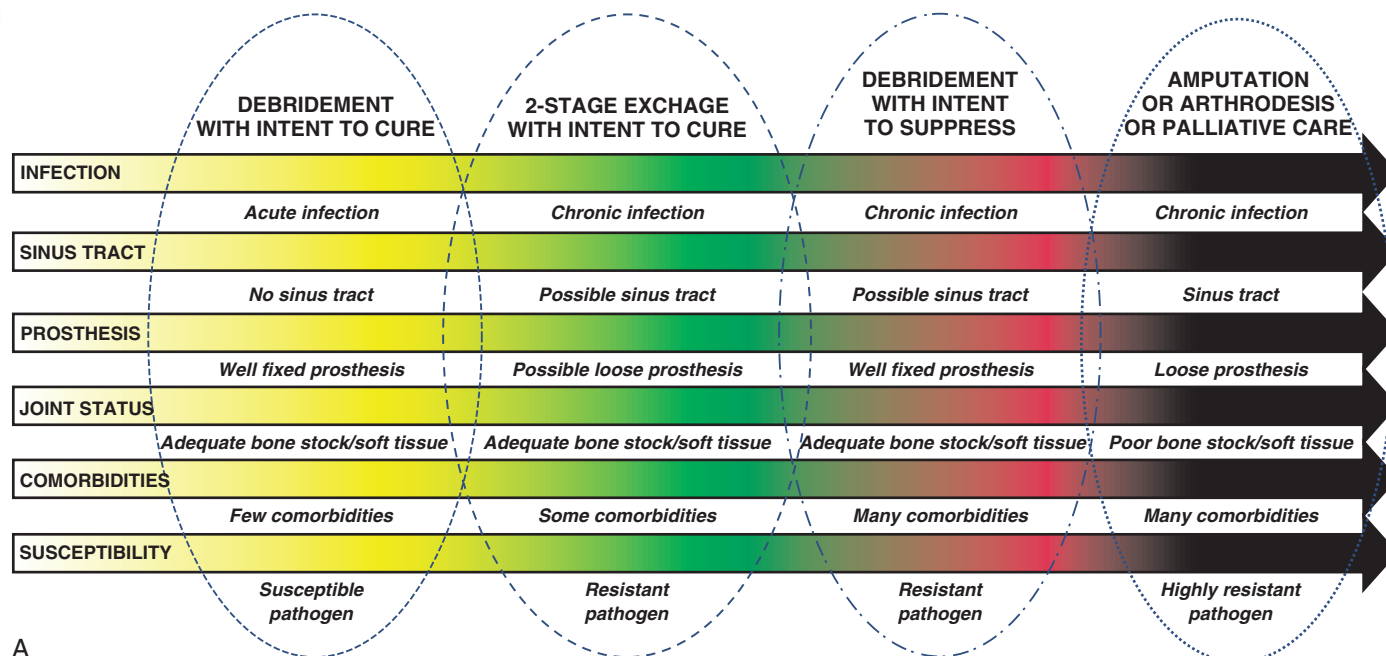 DEBRIDEMENT
WITH INTENT TO CURE
2-STAGE EXCHAGE
WITH INTENT TO CURE
DEBRIDEMENT
WITH INTENT
TO SUPPRESS
AMPUTATION
OR ARTHRODESIS
OR PALLIATIVE CARE
INFECTION
Acute infection
Chronic infection
Chronic infection
Chronic infection
SINUS TRACT
No sinus tract
Possible sinus tract
Possible sinus tract
Sinus tract
PROSTHESIS
Well fixed prosthesis
Possible loose prosthesis
Well fixed prosthesis
Loose prosthesis
JOINT STATUS
Adequate bone stock/soft tissue
Adequate bone stock/soft tissue
Adequate bone stock/soft tissue
Poor bone stock/soft tissue
COMORBIDITIES
Few comorbidities
Some comorbidities
Many comorbidities
Many comorbidities
SUSCEPTIBILITY
Susceptible
pathogen
Resistant
pathogen
Resistant
pathogen
Highly resistant
pathogen
A